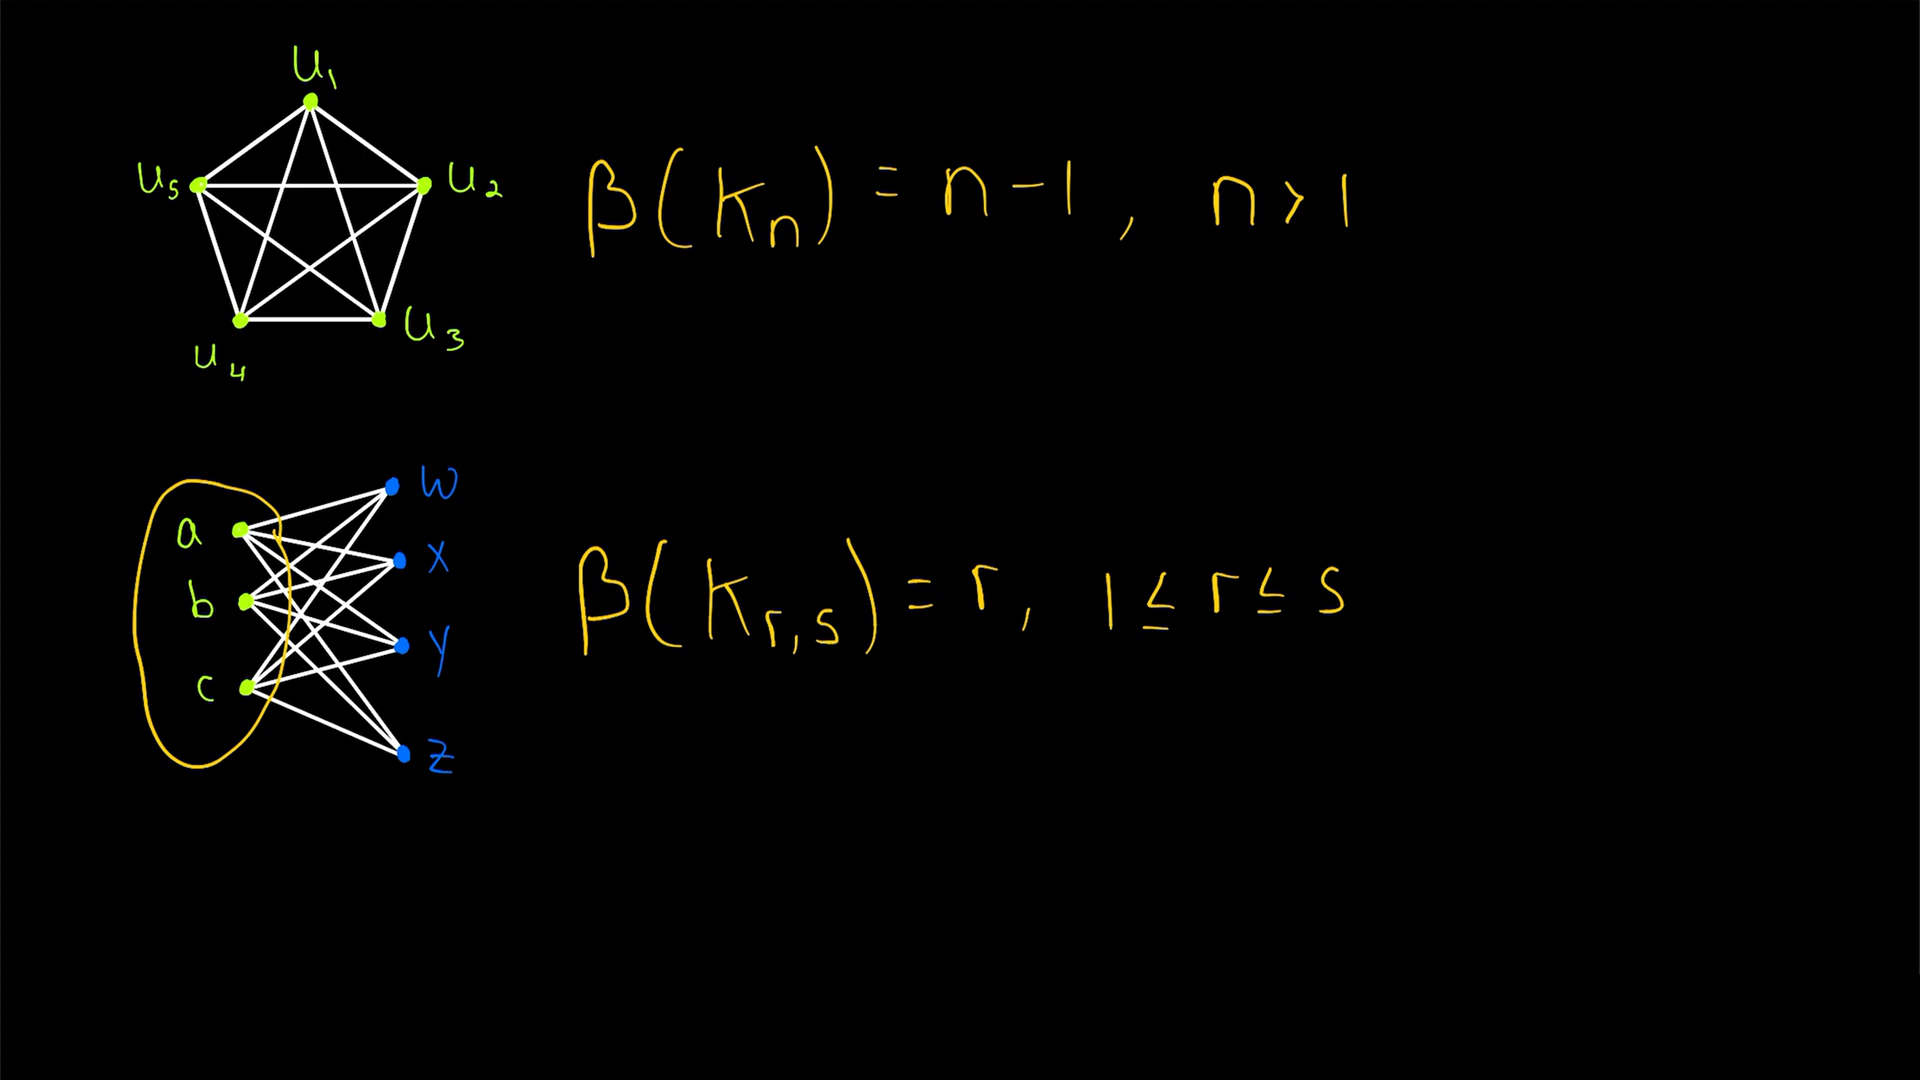 u₁
u₅
u₂
β(Kₙ) = n-1, n>1
u₃
u₄
w
a
x
b
β(K_{r,s}) = r, 1 ≤ r ≤ s
y
c
z